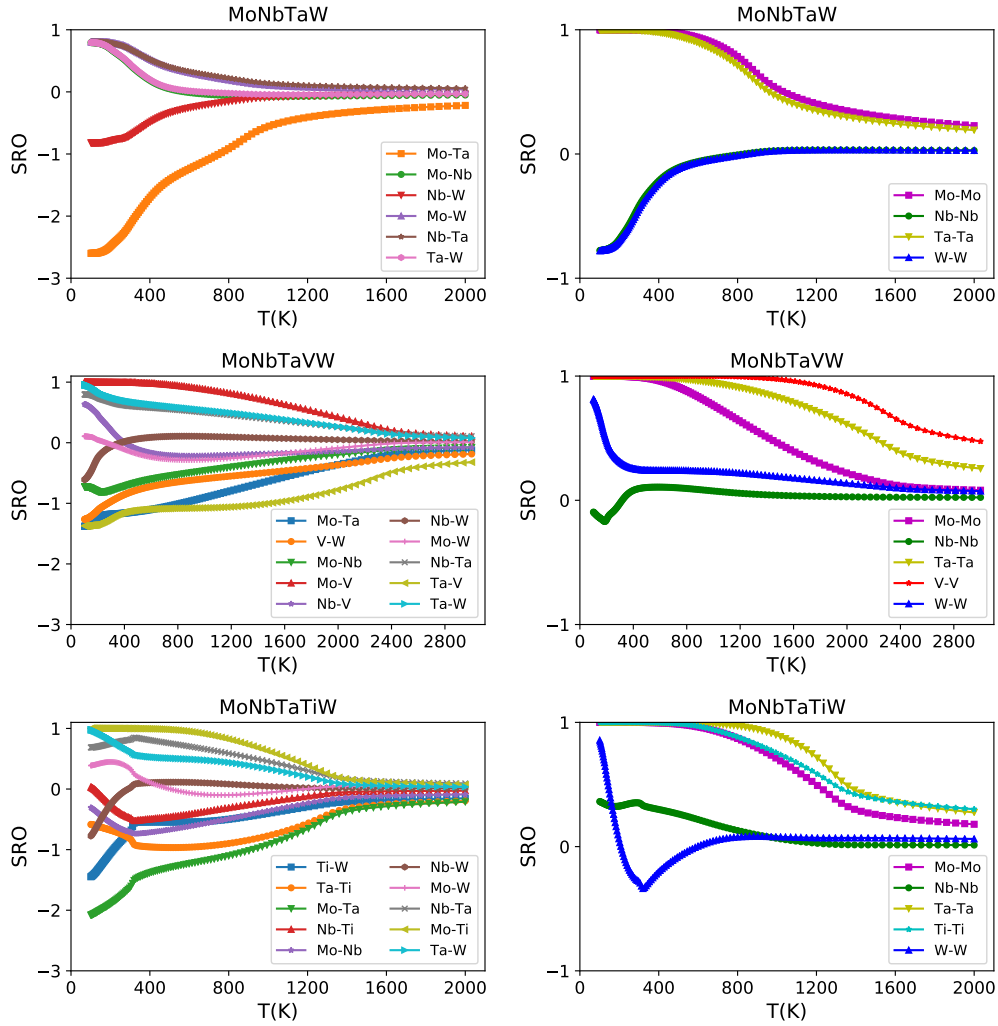 MoNbTaW
SRO
1
0
−1
−2
−3
0
400
800
1200
1600
2000
T(K)
Mo-Ta
Mo-Nb
Nb-W
Mo-W
Nb-Ta
Ta-W
MoNbTaW
SRO
1
0
−1
0
400
800
1200
1600
2000
T(K)
Mo-Mo
Nb-Nb
Ta-Ta
W-W
MoNbTaVW
SRO
1
0
−1
−2
−3
0
400
800
1200
1600
2000
2400
2800
T(K)
Mo-Ta
V-W
Mo-Nb
Mo-V
Nb-V
Nb-W
Mo-W
Nb-Ta
Ta-V
Ta-W
MoNbTaVW
SRO
1
0
−1
0
400
800
1200
1600
2000
2400
2800
T(K)
Mo-Mo
Nb-Nb
Ta-Ta
V-V
W-W
MoNbTaTiW
SRO
1
0
−1
−2
−3
0
400
800
1200
1600
2000
T(K)
Ti-W
Ta-Ti
Mo-Ta
Nb-Ti
Mo-Nb
Nb-W
Mo-W
Nb-Ta
Mo-Ti
Ta-W
MoNbTaTiW
SRO
1
0
−1
0
400
800
1200
1600
2000
T(K)
Mo-Mo
Nb-Nb
Ta-Ta
Ti-Ti
W-W